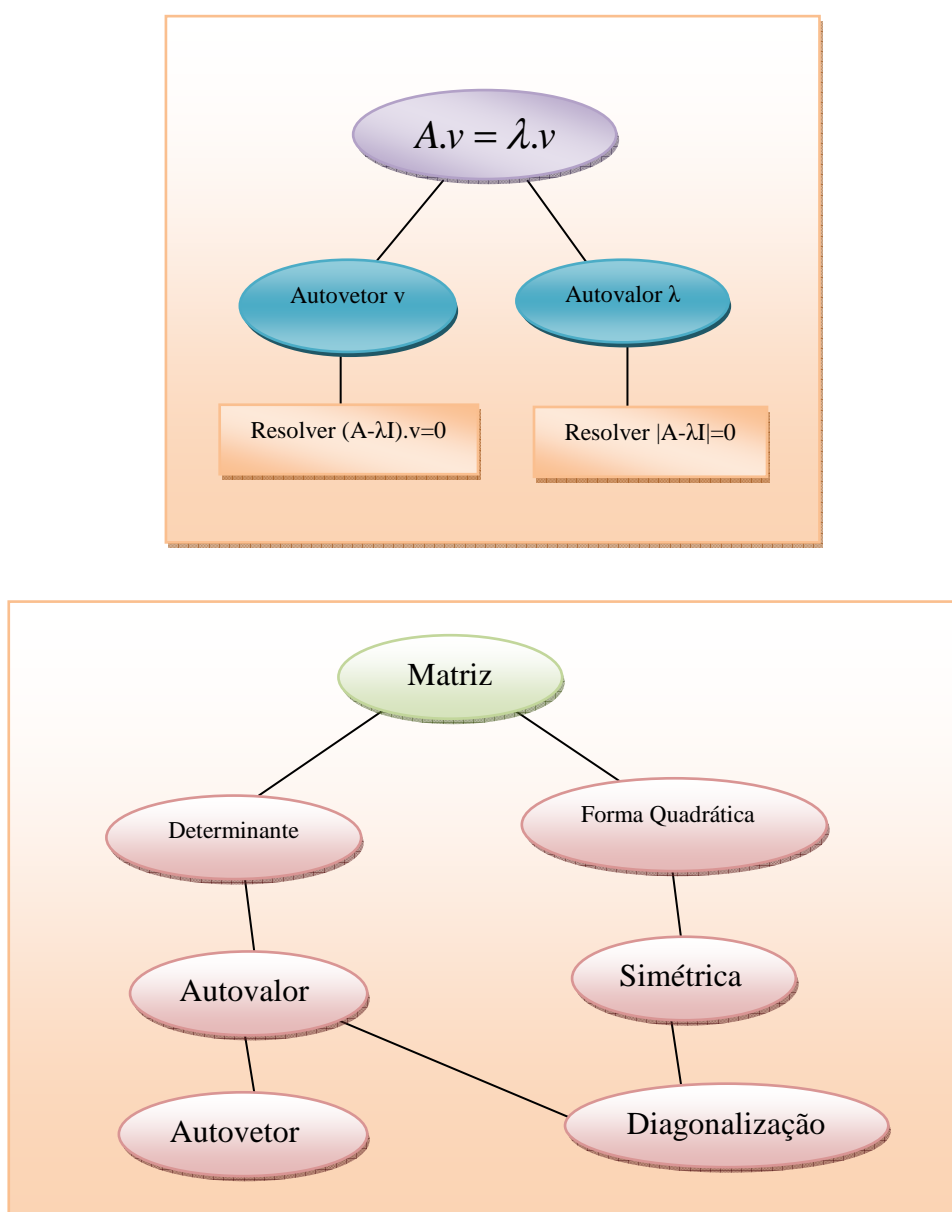 A.v = λ.v
Autovetor v
Autovalor λ
Resolver (A-λI).v=0
Resolver |A-λI|=0
Matriz
Determinante
Forma Quadrática
Autovalor
Simétrica
Autovetor
Diagonalização